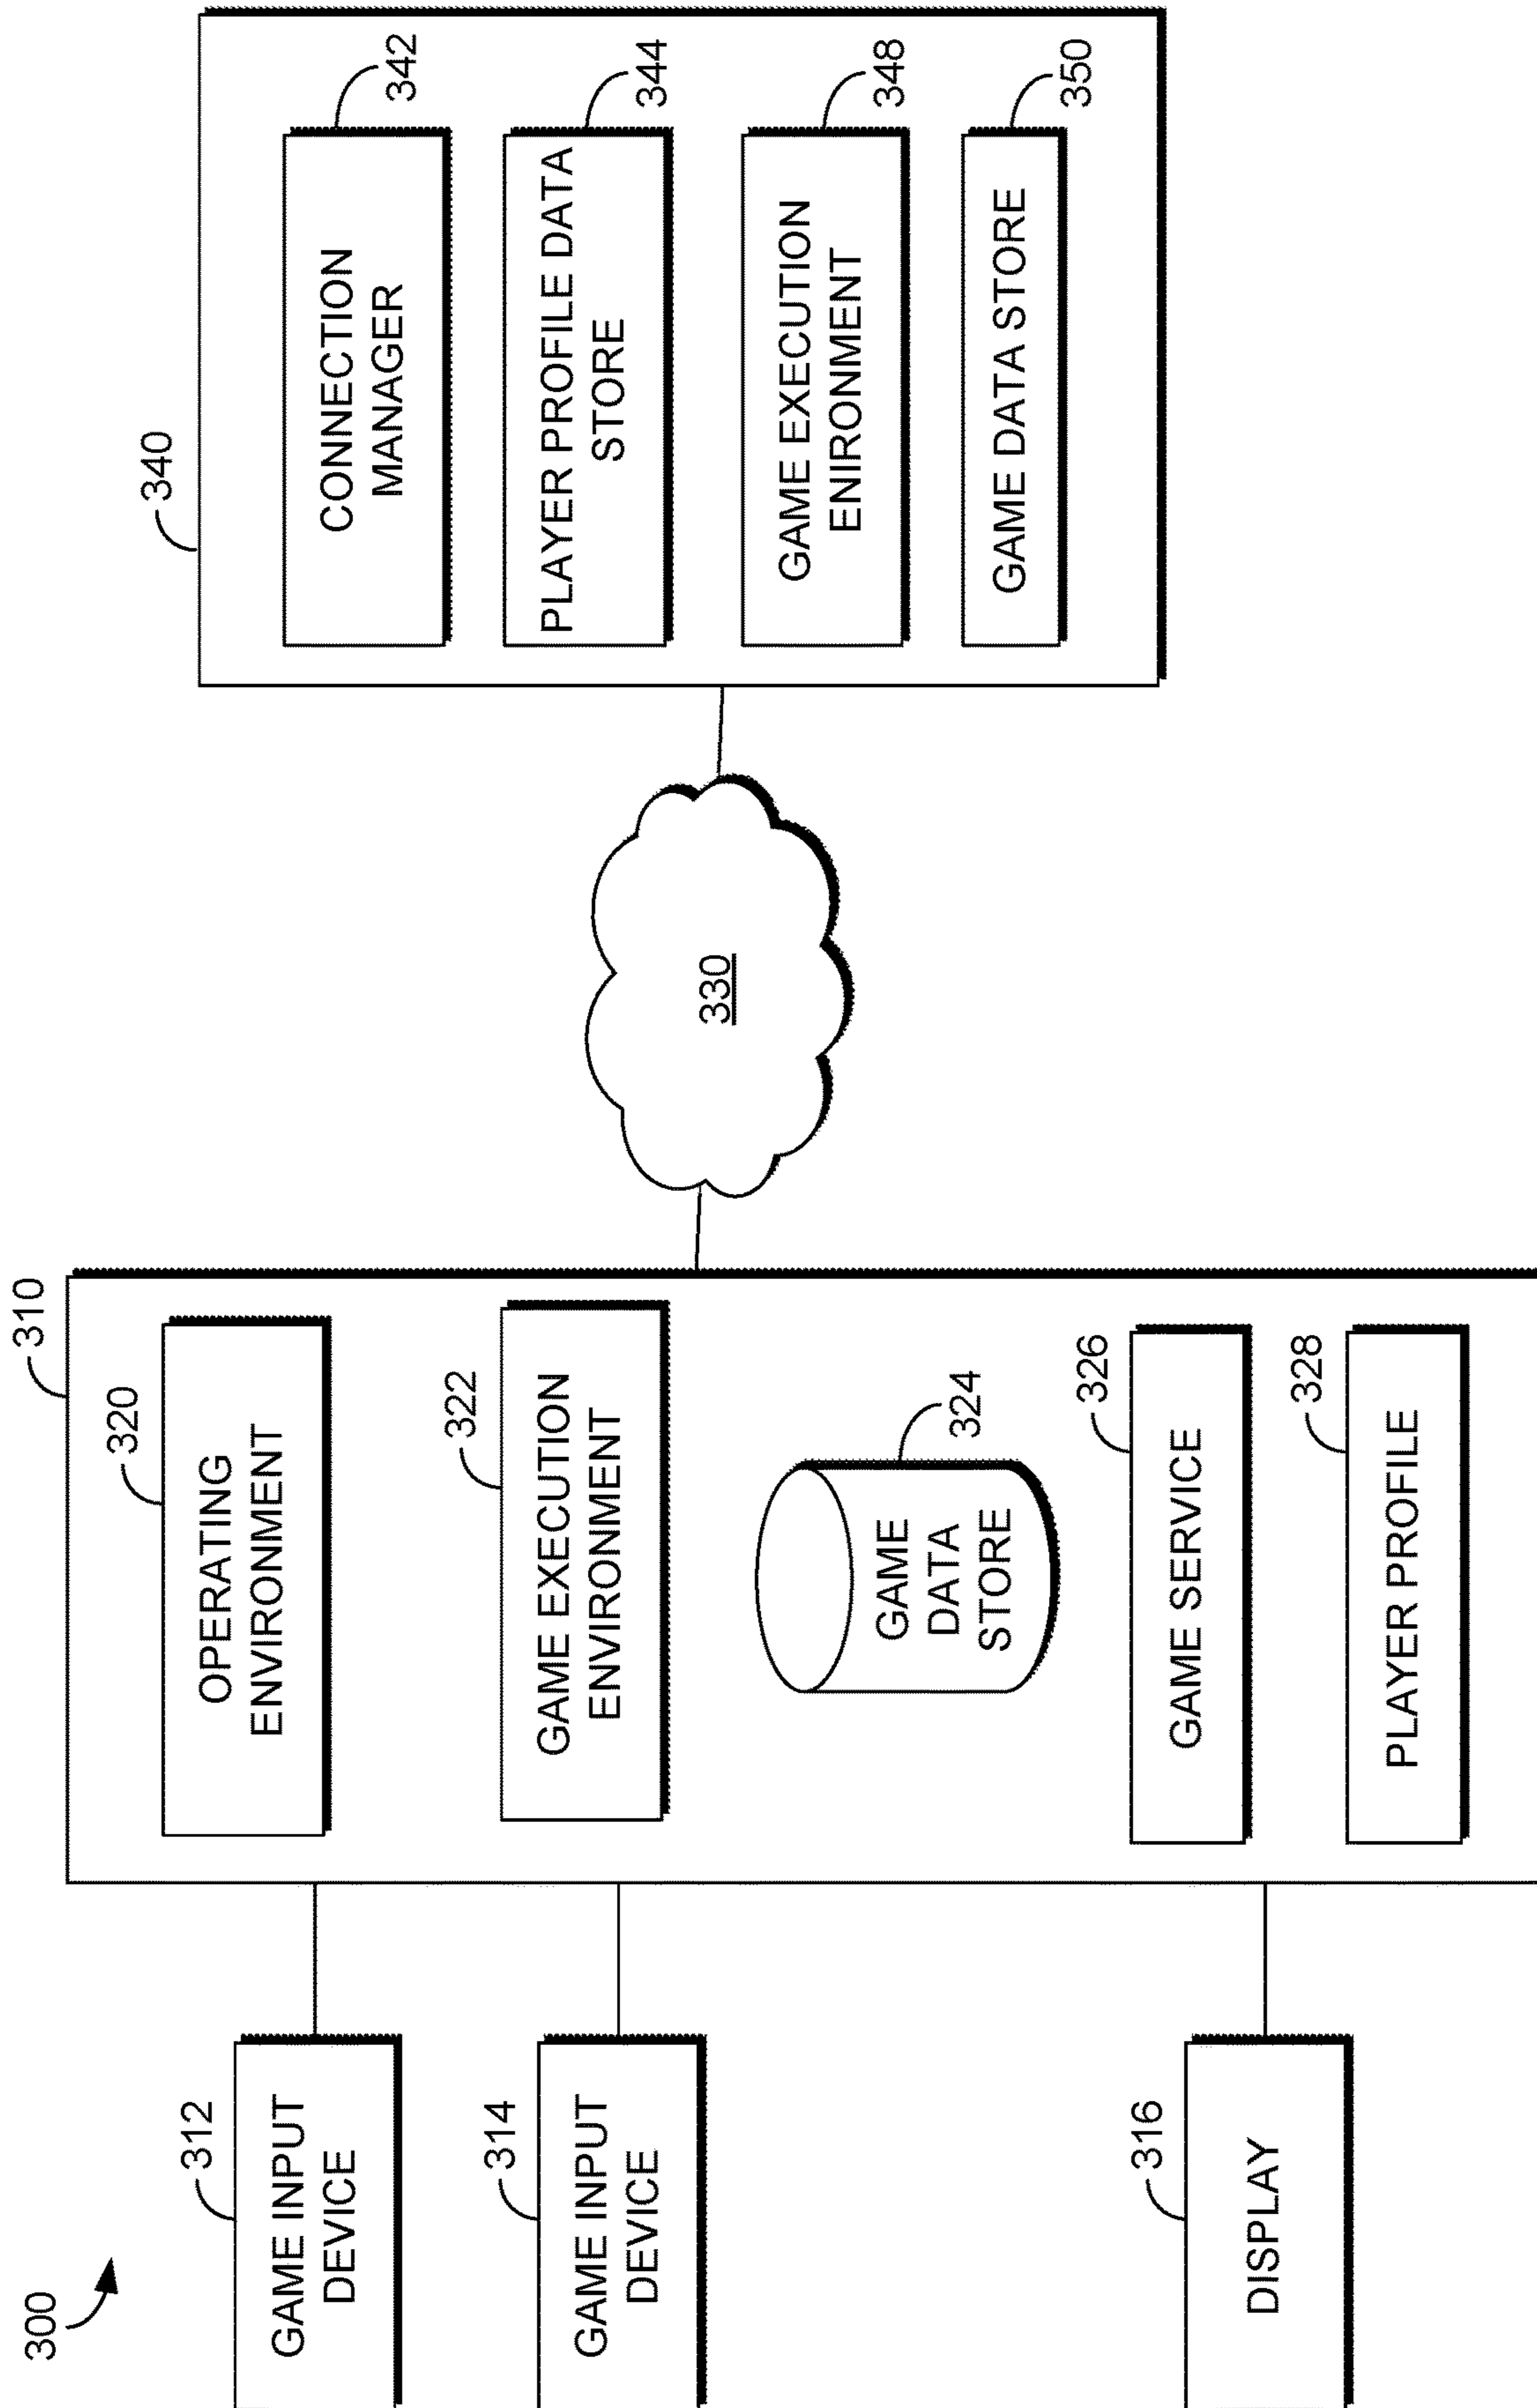 300
312
GAME INPUT
DEVICE
314
GAME INPUT
DEVICE
316
DISPLAY
310
320
OPERATING
ENVIRONMENT
322
GAME EXECUTION
ENVIRONMENT
324
GAME
DATA
STORE
326
GAME SERVICE
328
PLAYER PROFILE
330
340
342
CONNECTION
MANAGER
344
PLAYER PROFILE DATA
STORE
348
GAME EXECUTION
ENIRONMENT
350
GAME DATA STORE